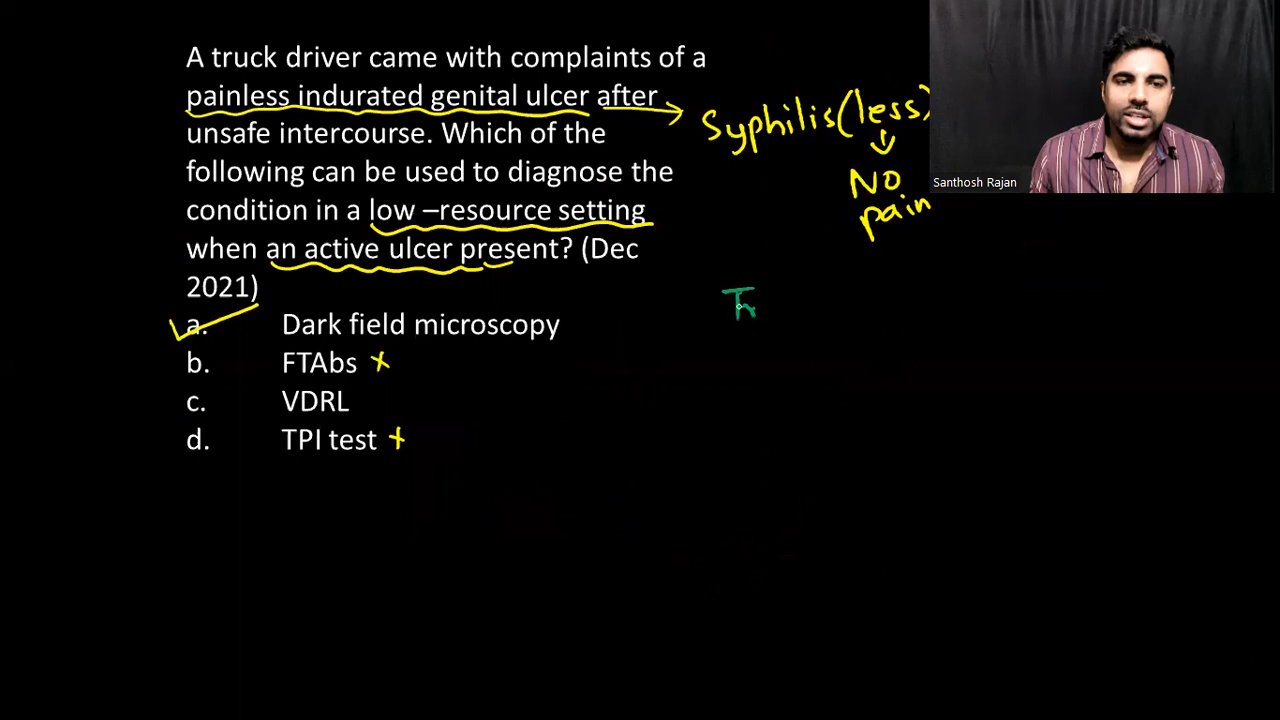 A truck driver came with complaints of a
painless indurated genital ulcer after
unsafe intercourse. Which of the
following can be used to diagnose the
condition in a low –resource setting
when an active ulcer present? (Dec
2021)
a. Dark field microscopy
b. FTAbs x
c. VDRL
d. TPI test x
Syphilis (less)
NO
pain
Santhosh Rajan